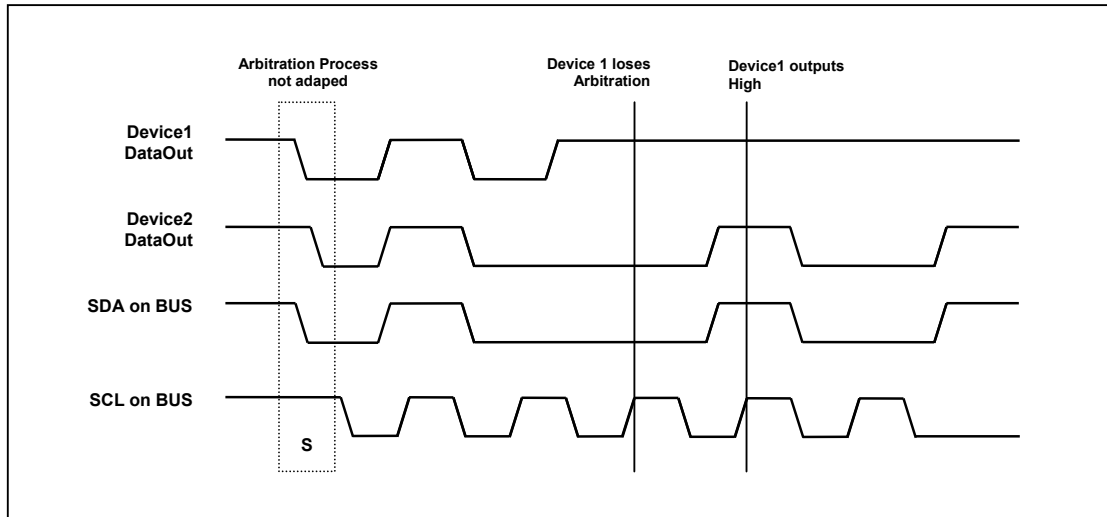 Arbitration Process
not adaped
Device 1 loses
Arbitration
Device1 outputs
High
Device1
DataOut
Device2
DataOut
SDA on BUS
SCL on BUS
S